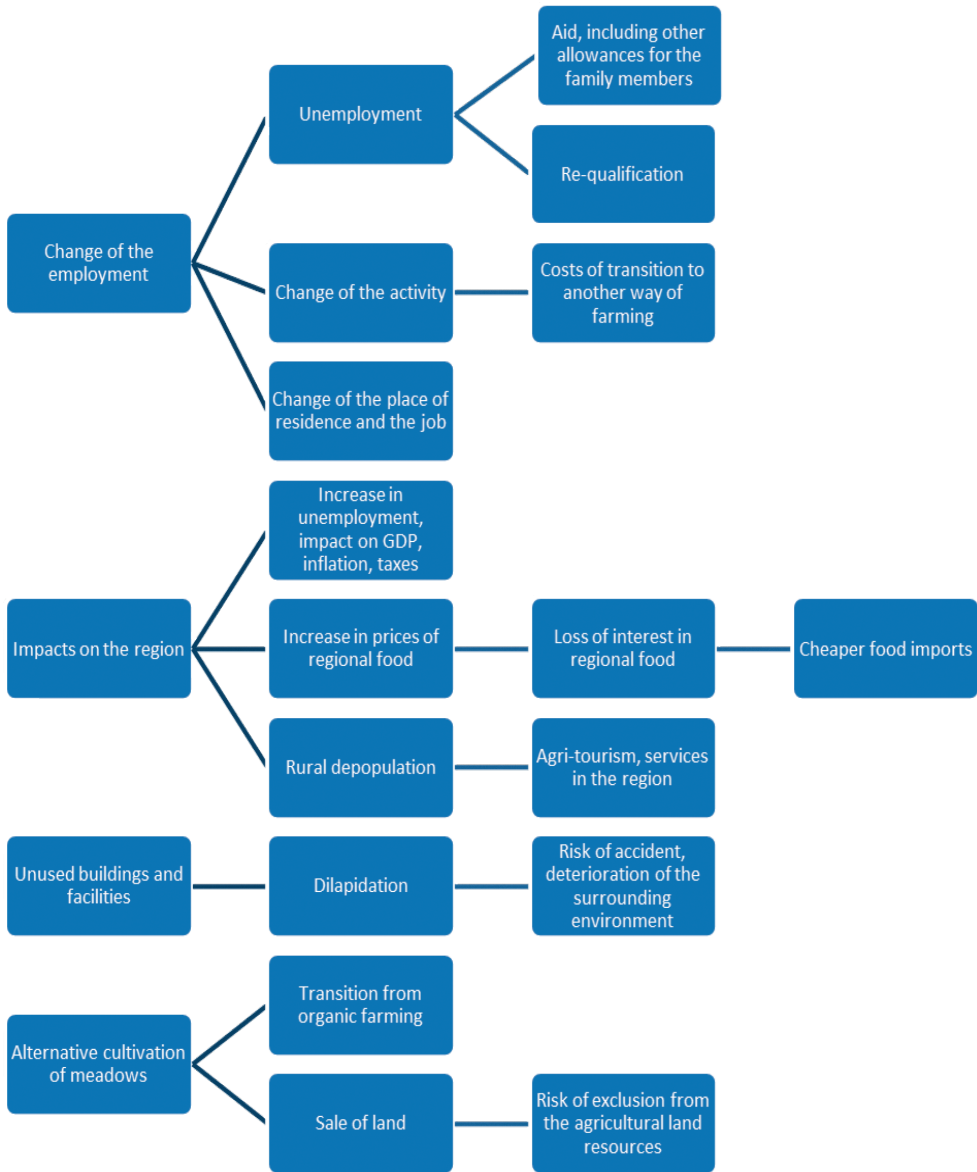 Aid, including other
allowances for the
family members
Unemployment
Re-qualification
Change of the
employment
Change of the activity
Costs of transition to
another way of
farming
Change of the place of
residence and the job
Increase in
unemployment,
impact on GDP,
inflation, taxes
Impacts on the region
Increase in prices of
regional food
Loss of interest in
regional food
Cheaper food imports
Rural depopulation
Agri-tourism, services
in the region
Unused buildings and
facilities
Dilapidation
Risk of accident,
deterioration of the
surrounding
environment
Transition from
organic farming
Alternative cultivation
of meadows
Sale of land
Risk of exclusion from
the agricultural land
resources